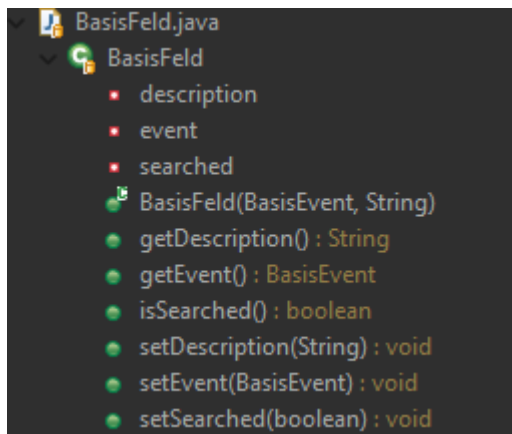 BasisFeld.java
BasisFeld
description
event
searched
BasisFeld(BasisEvent, String)
getDescription() : String
getEvent() : BasisEvent
isSearched() : boolean
setDescription(String) : void
setEvent(BasisEvent) : void
setSearched(boolean) : void